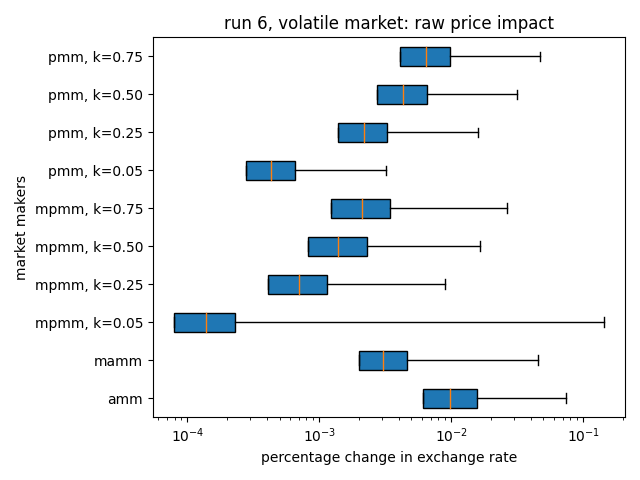 run 6, volatile market: raw price impact
pmm, k=0.75
pmm, k=0.50
pmm, k=0.25
pmm, k=0.05
mpmm, k=0.75
mpmm, k=0.50
mpmm, k=0.25
mpmm, k=0.05
mamm
amm
market makers
10⁻⁴ 10⁻³ 10⁻² 10⁻¹
percentage change in exchange rate